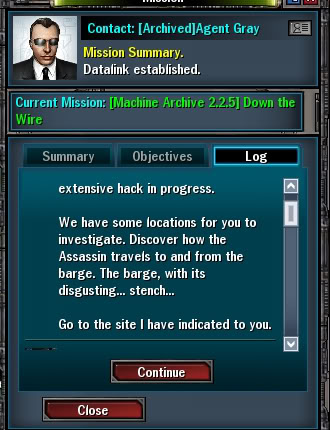 Mission
Contact: [Archived]Agent Gray
Mission Summary.
Datalink established.
Current Mission: [Machine Archive 2.2.5] Down the
Wire
Summary Objectives Log
extensive hack in progress.
We have some locations for you to
investigate. Discover how the
Assassin travels to and from the
barge. The barge, with its
disgusting... stench...
Go to the site I have indicated to you.
Continue
Close